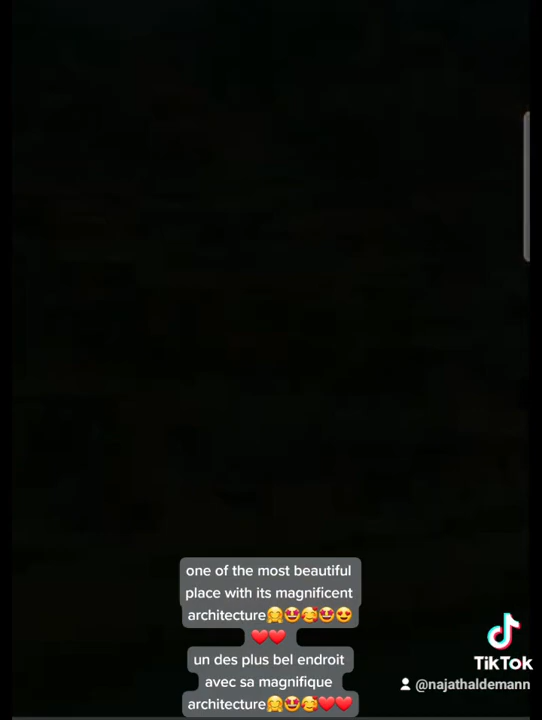 one of the most beautiful
place with its magnificent
architecture🤗🤩🥰🤩😍
❤️❤️
un des plus bel endroit
avec sa magnifique
architecture🤗🤩🥰❤️❤️
TikTok
@najathaldemann